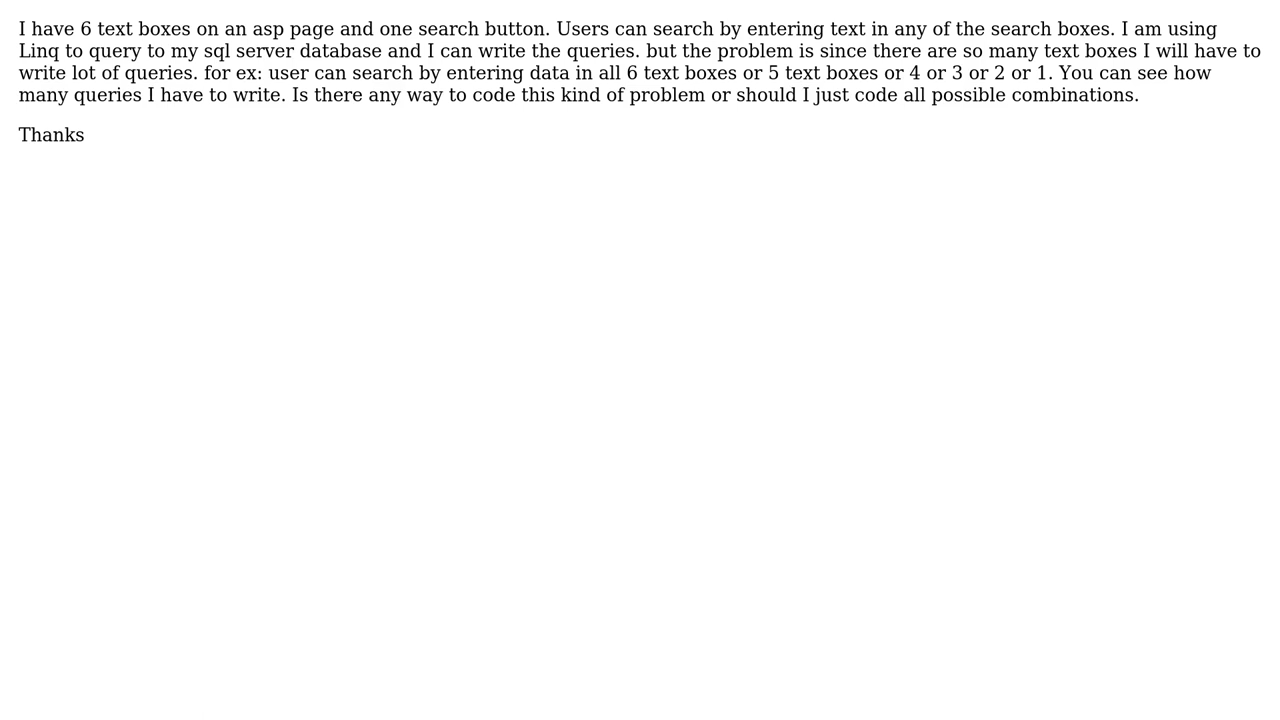 I have 6 text boxes on an asp page and one search button. Users can search by entering text in any of the search boxes. I am using
Linq to query to my sql server database and I can write the queries. but the problem is since there are so many text boxes I will have to
write lot of queries. for ex: user can search by entering data in all 6 text boxes or 5 text boxes or 4 or 3 or 2 or 1. You can see how
many queries I have to write. Is there any way to code this kind of problem or should I just code all possible combinations.
Thanks